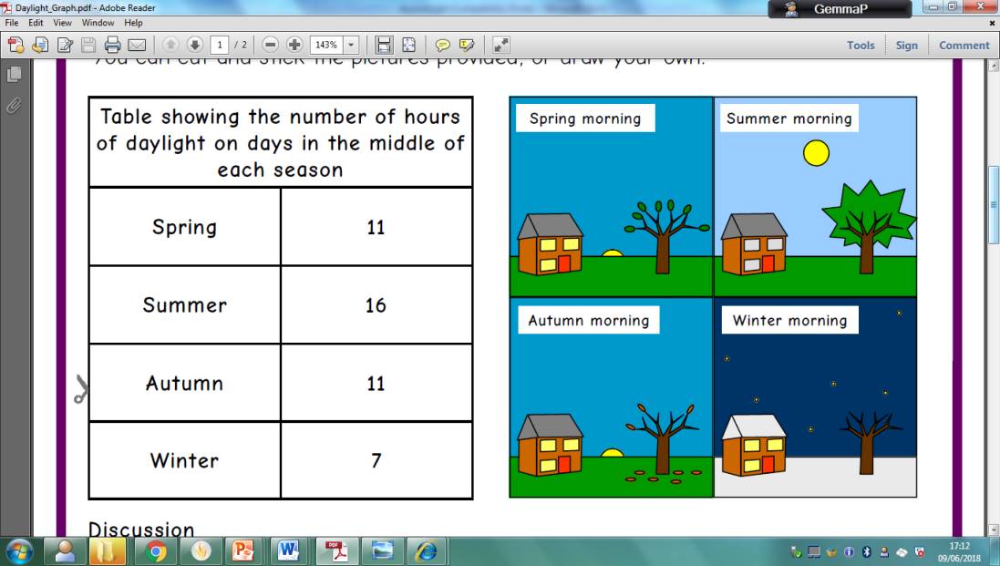 Daylight_Graph.pdf - Adobe Reader
GemmaP
File Edit View Window Help
1 / 2
143%
Tools Sign Comment
You can cut and stick the pictures provided, or draw your own.
Table showing the number of hours
of daylight on days in the middle of
each season
Spring 11
Summer 16
Autumn 11
Winter 7
Spring morning
Summer morning
Autumn morning
Winter morning
Discussion
17:12
09/06/2018